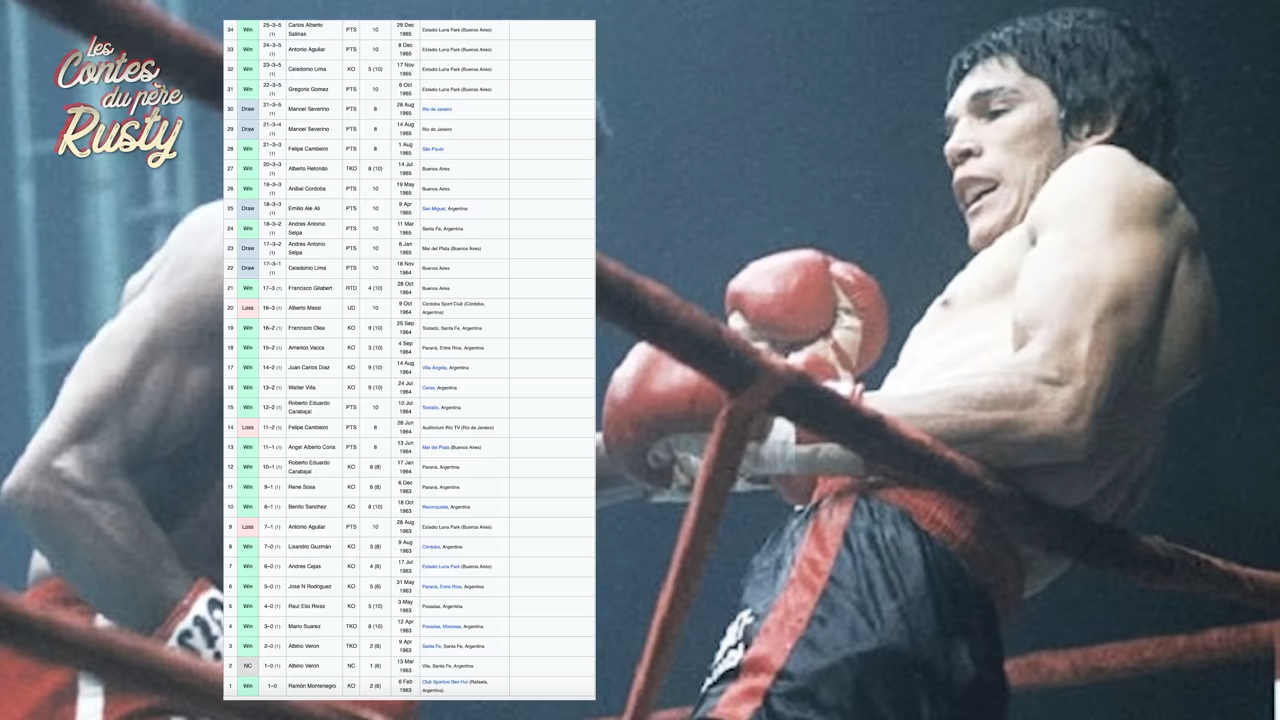 Les
Contes
du père
Rusty
34 Win 25–3–5 (1) Carlos Alberto Salinas PTS 10 29 Dec 1965 Estadio Luna Park (Buenos Aires)
33 Win 24–3–5 (1) Antonio Aguilar PTS 10 8 Dec 1965 Estadio Luna Park (Buenos Aires)
32 Win 23–3–5 (1) Celedonio Lima KO 5 (10) 17 Nov 1965 Estadio Luna Park (Buenos Aires)
31 Win 22–3–5 (1) Gregorio Gomez PTS 10 6 Oct 1965 Estadio Luna Park (Buenos Aires)
30 Draw 21–3–5 (1) Manoel Severino PTS 8 28 Aug 1965 Rio de Janeiro
29 Draw 21–3–4 (1) Manoel Severino PTS 8 14 Aug 1965 Rio de Janeiro
28 Win 21–3–3 (1) Felipe Cambeiro PTS 8 1 Aug 1965 São Paulo
27 Win 20–3–3 (1) Alberto Retondo TKO 8 (10) 14 Jul 1965 Buenos Aires
26 Win 19–3–3 (1) Anibal Cordoba PTS 10 19 May 1965 Buenos Aires
25 Draw 18–3–3 (1) Emilio Ale Ali PTS 10 9 Apr 1965 San Miguel, Argentina
24 Win 18–3–2 (1) Andres Antonio Selpa PTS 10 11 Mar 1965 Santa Fe, Argentina
23 Draw 17–3–2 (1) Andres Antonio Selpa PTS 10 8 Jan 1965 Mar del Plata (Buenos Aires)
22 Draw 17–3–1 (1) Celedonio Lima PTS 10 18 Nov 1964 Buenos Aires
21 Win 17–3 (1) Francisco Gilabert RTD 4 (10) 28 Oct 1964 Buenos Aires
20 Loss 16–3 (1) Alberto Massi UD 10 9 Oct 1964 Cordoba Sport Club (Córdoba, Argentina)
19 Win 16–2 (1) Francisco Olea KO 9 (10) 25 Sep 1964 Tostado, Santa Fe, Argentina
18 Win 15–2 (1) Americo Vacca KO 3 (10) 4 Sep 1964 Paraná, Entre Ríos, Argentina
17 Win 14–2 (1) Juan Carlos Diaz KO 9 (10) 14 Aug 1964 Villa Ángela, Argentina
16 Win 13–2 (1) Walter Villa KO 9 (10) 24 Jul 1964 Ceres, Argentina
15 Win 12–2 (1) Roberto Eduardo Carabajal PTS 10 10 Jul 1964 Tostado, Argentina
14 Loss 11–2 (1) Felipe Cambeiro PTS 8 28 Jun 1964 Auditorium Rio TV (Rio de Janeiro)
13 Win 11–1 (1) Angel Alberto Coria PTS 8 13 Jun 1964 Mar del Plata (Buenos Aires)
12 Win 10–1 (1) Roberto Eduardo Carabajal KO 6 (8) 17 Jan 1964 Paraná, Argentina
11 Win 9–1 (1) Rene Sosa KO 6 (8) 6 Dec 1963 Paraná, Argentina
10 Win 8–1 (1) Benito Sanchez KO 8 (10) 18 Oct 1963 Reconquista, Argentina
9 Loss 7–1 (1) Antonio Aguilar PTS 10 28 Aug 1963 Estadio Luna Park (Buenos Aires)
8 Win 7–0 (1) Lisandro Guzmán KO 3 (8) 9 Aug 1963 Córdoba, Argentina
7 Win 6–0 (1) Andres Cejas KO 4 (6) 17 Jul 1963 Estadio Luna Park (Buenos Aires)
6 Win 5–0 (1) Jose N Rodriguez KO 5 (6) 31 May 1963 Paraná, Entre Ríos, Argentina
5 Win 4–0 (1) Raul Elio Rivas KO 5 (10) 3 May 1963 Posadas, Argentina
4 Win 3–0 (1) Mario Suarez TKO 8 (10) 12 Apr 1963 Posadas, Misiones, Argentina
3 Win 2–0 (1) Albino Veron TKO 2 (6) 9 Apr 1963 Santa Fe, Santa Fe, Argentina
2 NC 1–0 (1) Albino Veron NC 1 (6) 13 Mar 1963 Vila, Santa Fe, Argentina
1 Win 1–0 Ramón Montenegro KO 2 (6) 6 Feb 1963 Club Sportivo Ben Hur (Rafaela, Argentina)